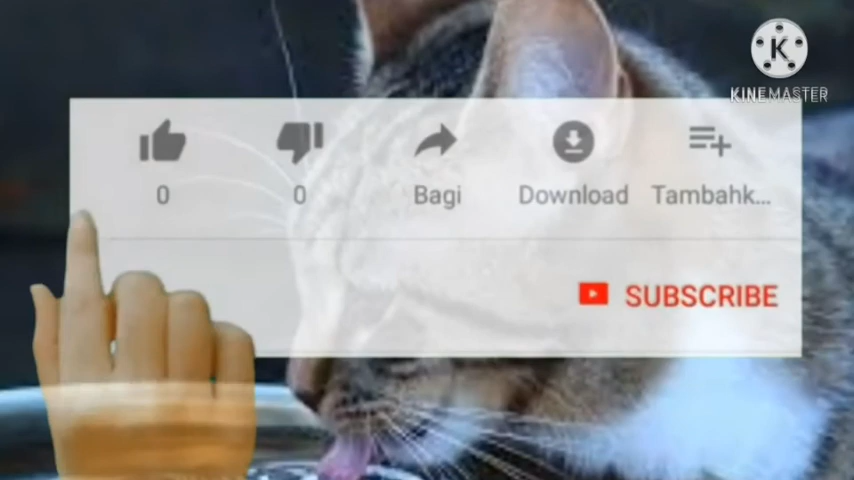 K
KINEMASTER
0 0 Bagi Download Tambahk...
SUBSCRIBE